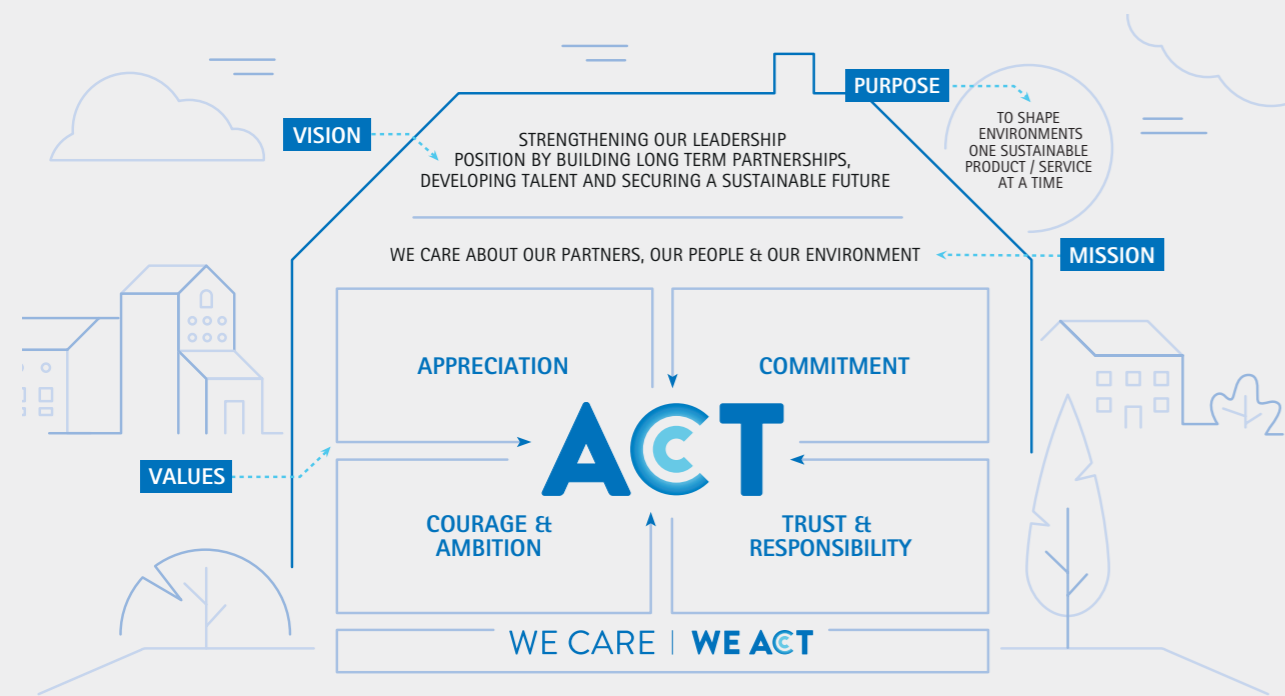 PURPOSE
TO SHAPE
ENVIRONMENTS
ONE SUSTAINABLE
PRODUCT / SERVICE
AT A TIME
VISION
STRENGTHENING OUR LEADERSHIP
POSITION BY BUILDING LONG TERM PARTNERSHIPS,
DEVELOPING TALENT AND SECURING A SUSTAINABLE FUTURE
WE CARE ABOUT OUR PARTNERS, OUR PEOPLE & OUR ENVIRONMENT
MISSION
APPRECIATION
COMMITMENT
ACCT
VALUES
COURAGE &
AMBITION
TRUST &
RESPONSIBILITY
WE CARE | WE ACCT